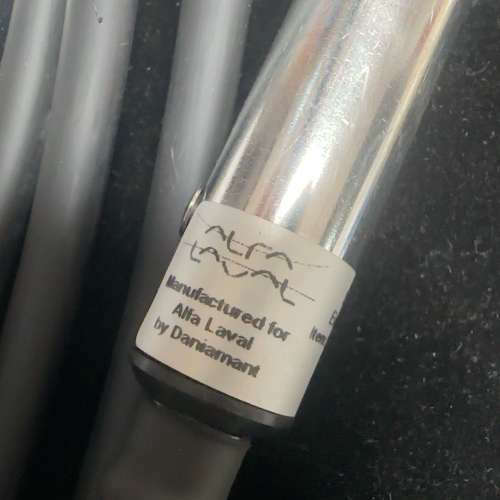 ALFA
LAVAL
Manufactured for
Alfa Laval
by Daniamant